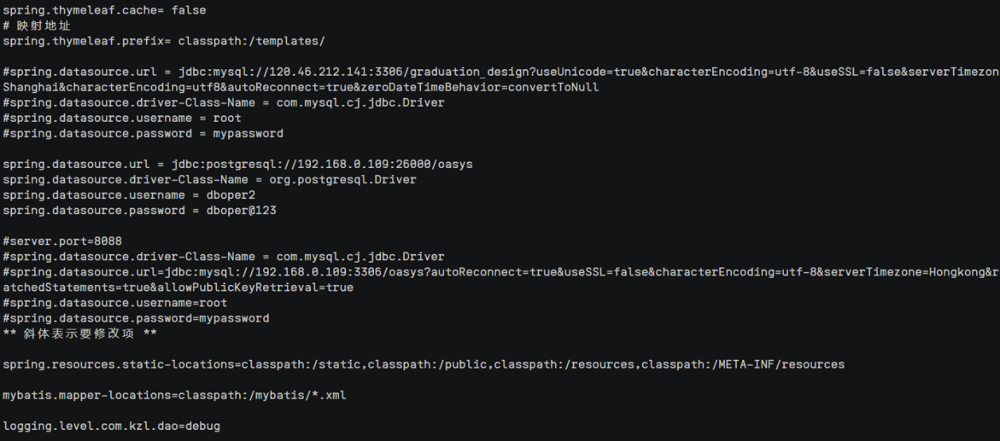 spring.thymeleaf.cache= false
# 映射地址
spring.thymeleaf.prefix= classpath:/templates/
#spring.datasource.url = jdbc:mysql://120.46.212.141:3306/graduation_design?useUnicode=true&characterEncoding=utf-8&useSSL=false&serverTimezon
Shanghai&characterEncoding=utf8&autoReconnect=true&zeroDateTimeBehavior=convertToNull
#spring.datasource.driver-Class-Name = com.mysql.cj.jdbc.Driver
#spring.datasource.username = root
#spring.datasource.password = mypassword
spring.datasource.url = jdbc:postgresql://192.168.0.109:26000/oasys
spring.datasource.driver-Class-Name = org.postgresql.Driver
spring.datasource.username = dboper2
spring.datasource.password = dboper@123
#server.port=8088
#spring.datasource.driver-Class-Name = com.mysql.cj.jdbc.Driver
#spring.datasource.url=jdbc:mysql://192.168.0.109:3306/oasys?autoReconnect=true&useSSL=false&characterEncoding=utf-8&serverTimezone=Hongkong&r
atchedStatements=true&allowPublicKeyRetrieval=true
#spring.datasource.username=root
#spring.datasource.password=mypassword
** 斜体表示要修改项 **
spring.resources.static-locations=classpath:/static,classpath:/public,classpath:/resources,classpath:/META-INF/resources
mybatis.mapper-locations=classpath:/mybatis/*.xml
logging.level.com.kzl.dao=debug